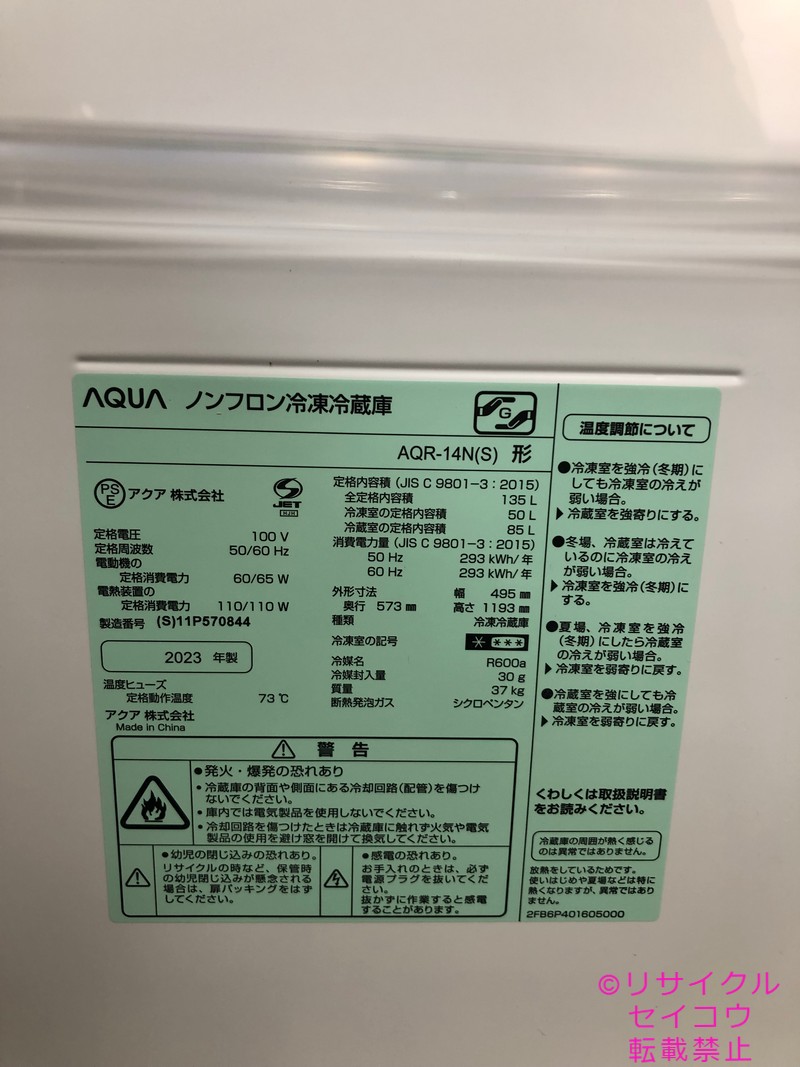 AQUA ノンフロン冷凍冷蔵庫
G
AQR-14N(S) 形
PS
E
アクア 株式会社
S
JET
定格電圧 100 V
定格周波数 50/60 Hz
電動機の
定格消費電力 60/65 W
電熱装置の
定格消費電力 110/110 W
製造番号 (S)11P570844
2023 年製
温度ヒューズ
定格動作温度 73 ℃
アクア 株式会社
Made in China
定格内容積 (JIS C 9801-3 : 2015)
全定格内容積 135 L
冷凍室の定格内容積 50 L
冷蔵室の定格内容積 85 L
消費電力量 (JIS C 9801-3 : 2015)
50 Hz 293 kWh/年
60 Hz 293 kWh/年
外形寸法 幅 495 ㎜
奥行 573 ㎜ 高さ 1193 ㎜
種類 冷凍冷蔵庫
冷凍室の記号 * ***
冷媒名 R600a
冷媒封入量 30 g
質量 37 kg
断熱発泡ガス シクロペンタン
⚠ 警 告
●発火・爆発の恐れあり
・冷蔵庫の背面や側面にある冷却回路(配管)を傷つけ
ないでください。
・庫内では電気製品を使用しないでください。
・冷却回路を傷つけたときは冷蔵庫に触れず火気や電気
製品の使用を避け窓を開けて換気してください。
●幼児の閉じ込みの恐れあり。
リサイクルの時など、保管時
の幼児閉じ込みが懸念される
場合は、扉パッキングをはず
してください。
●感電の恐れあり。
お手入れのときは、必ず
電源プラグを抜いてくだ
さい。
抜かずに作業すると感電
することがあります。
温度調節について
●冷凍室を強冷(冬期)に
しても冷凍室の冷えが
弱い場合。
▶冷蔵室を強寄りにする。
●冬場、冷蔵室は冷えて
いるのに冷凍室の冷え
が弱い場合。
▶冷凍室を強冷(冬期)に
する。
●夏場、冷凍室を強冷
(冬期)にしたら冷蔵室
の冷えが弱い場合。
▶冷凍室を弱寄りに戻す。
●冷蔵室を強にしても冷
蔵室の冷えが弱い場合。
▶冷凍室を弱寄りに戻す。
くわしくは取扱説明書
をお読みください。
冷蔵庫の周囲が熱く感じる
のは異常ではありません。
放熱をしているためです。
使いはじめや夏場などは特に
熱くなりますが、異常ではあり
ません。
2FB6P401605000
©リサイクル
セイコウ
転載禁止